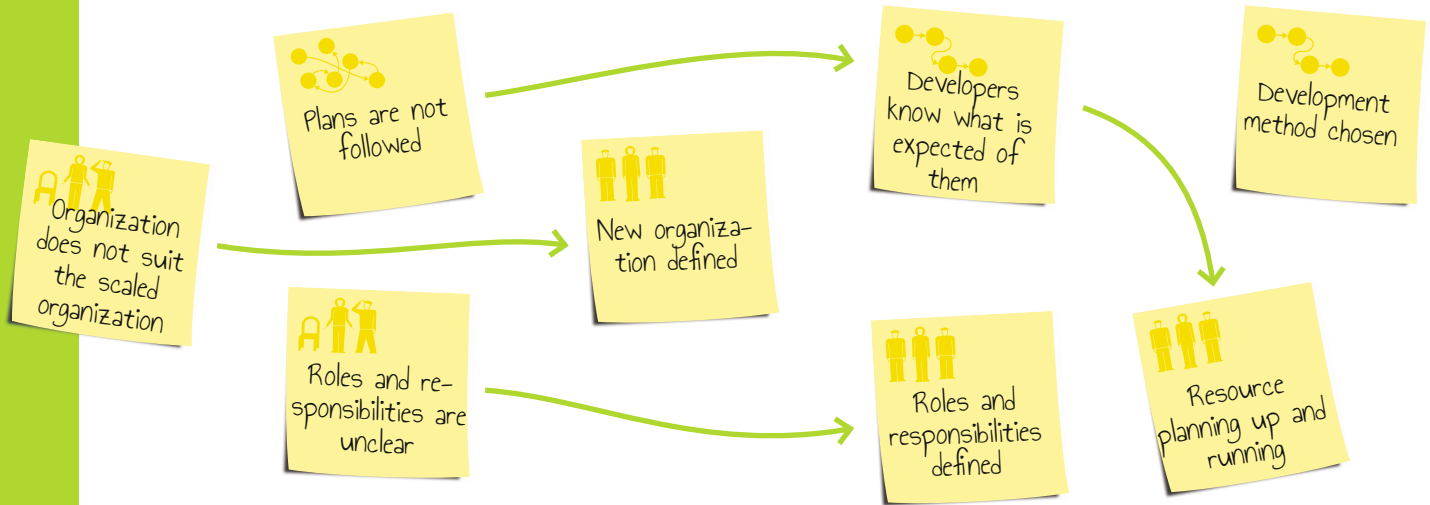 Plans are not
followed
Developers
know what is
expected of
them
Development
method chosen
Organization
does not suit
the scaled
organization
New organiza-
tion defined
Roles and re-
sponsibilities are
unclear
Roles and
responsibilities
defined
Resource
planning up and
running